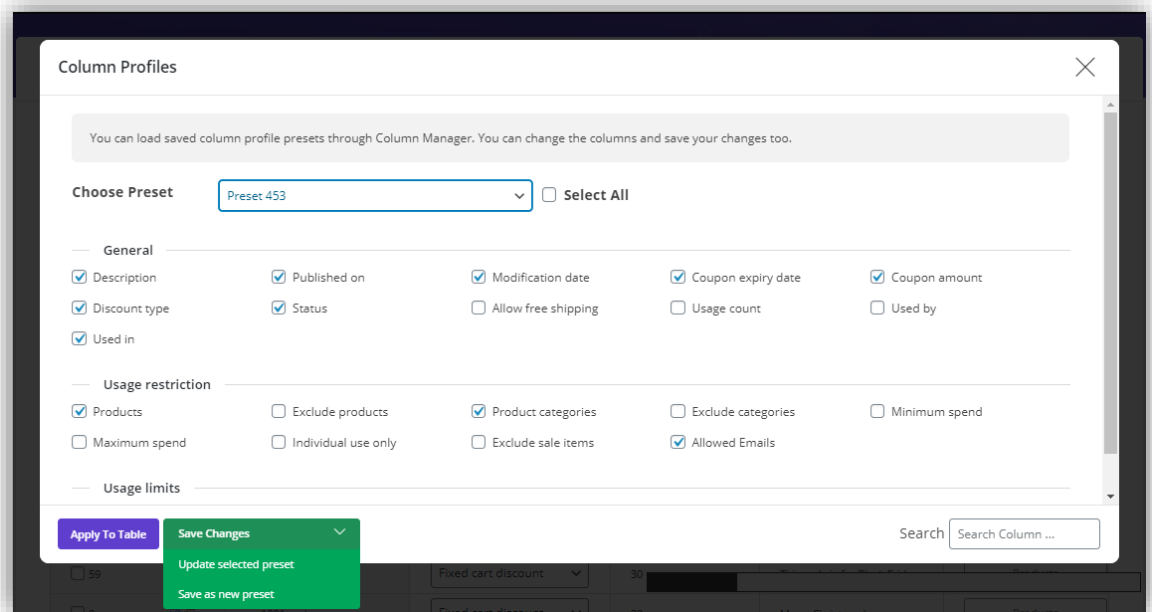 Column Profiles
You can load saved column profile presets through Column Manager. You can change the columns and save your changes too.
Choose Preset Preset 453 Select All
General
Description Published on Modification date Coupon expiry date Coupon amount
Discount type Status Allow free shipping Usage count Used by
Used in
Usage restriction
Products Exclude products Product categories Exclude categories Minimum spend
Maximum spend Individual use only Exclude sale items Allowed Emails
Usage limits
Apply To Table Save Changes Search Search Column ...
Update selected preset
59 Fixed cart discount 30
Save as new preset